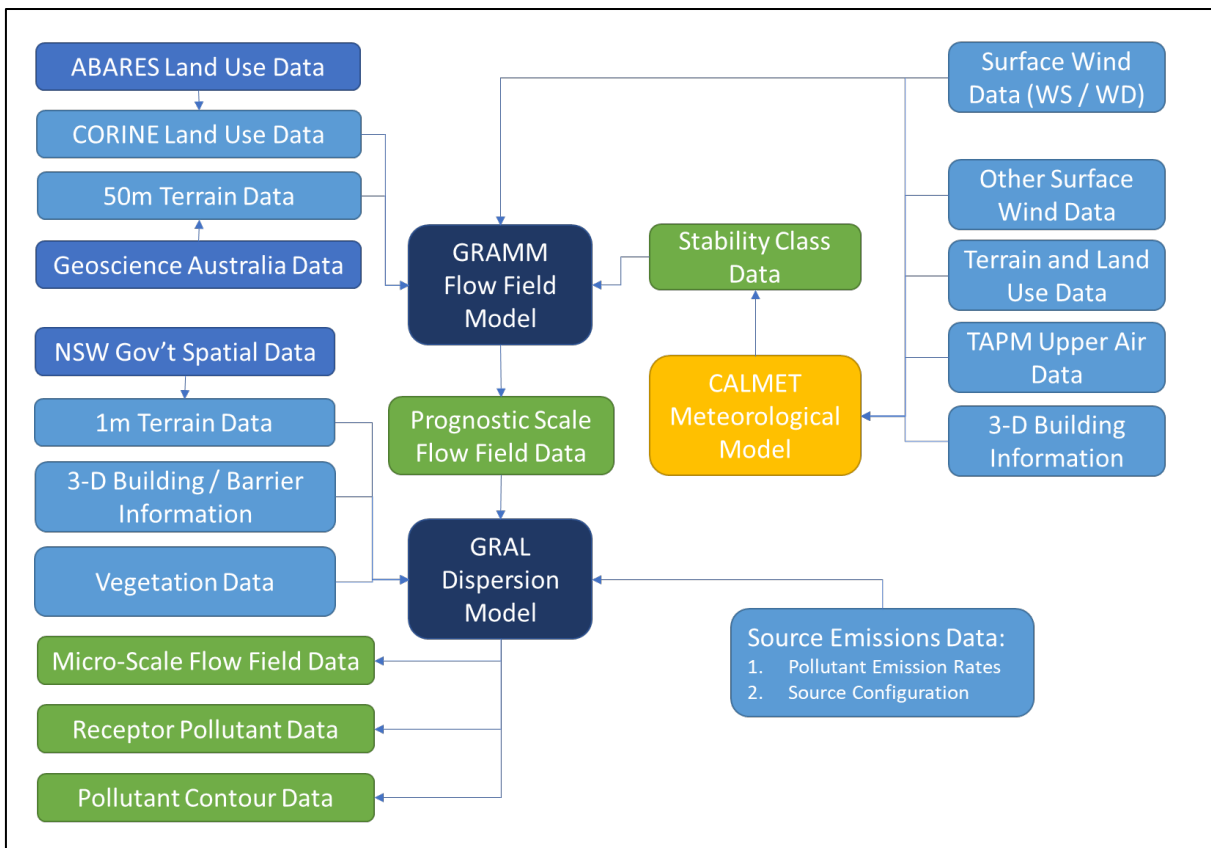 ABARES Land Use Data
CORINE Land Use Data
50m Terrain Data
Geoscience Australia Data
NSW Gov’t Spatial Data
1m Terrain Data
3-D Building / Barrier
Information
Vegetation Data
Micro-Scale Flow Field Data
Receptor Pollutant Data
Pollutant Contour Data
GRAMM
Flow Field
Model
Prognostic Scale
Flow Field Data
GRAL
Dispersion
Model
Stability Class
Data
CALMET
Meteorological
Model
Surface Wind
Data (WS / WD)
Other Surface
Wind Data
Terrain and Land
Use Data
TAPM Upper Air
Data
3-D Building
Information
Source Emissions Data:
1. Pollutant Emission Rates
2. Source Configuration